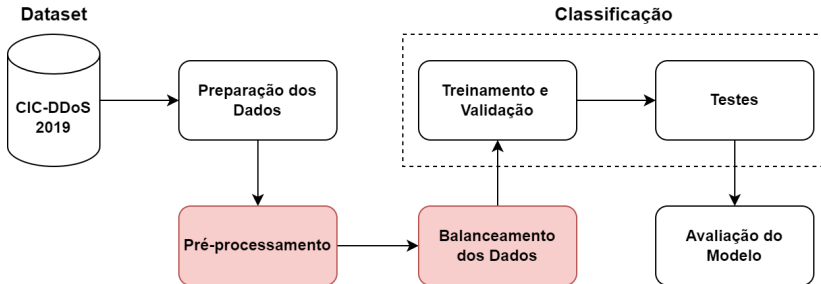 Dataset
Classificação
CIC-DDoS
2019
Preparação dos
Dados
Treinamento e
Validação
Testes
Pré-processamento
Balanceamento
dos Dados
Avaliação do
Modelo